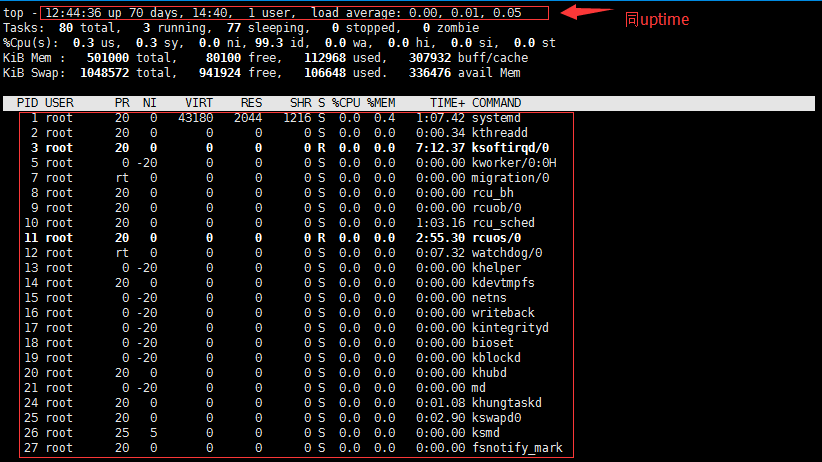 top - 12:44:36 up 70 days, 14:40,  1 user,  load average: 0.00, 0.01, 0.05
同uptime
Tasks:  80 total,   3 running,  77 sleeping,   0 stopped,   0 zombie
%Cpu(s):  0.3 us,  0.3 sy,  0.0 ni, 99.3 id,  0.0 wa,  0.0 hi,  0.0 si,  0.0 st
KiB Mem :   501000 total,    80100 free,   112968 used,   307932 buff/cache
KiB Swap:  1048572 total,   941924 free,   106648 used.   336476 avail Mem
PID USER      PR  NI    VIRT    RES    SHR S %CPU %MEM     TIME+ COMMAND
1 root      20   0   43180   2044   1216 S  0.0  0.4   1:07.42 systemd
2 root      20   0       0      0      0 S  0.0  0.0   0:00.34 kthreadd
3 root      20   0       0      0      0 R  0.0  0.0   7:12.37 ksoftirqd/0
5 root       0 -20       0      0      0 S  0.0  0.0   0:00.00 kworker/0:0H
7 root      rt   0       0      0      0 S  0.0  0.0   0:00.00 migration/0
8 root      20   0       0      0      0 S  0.0  0.0   0:00.00 rcu_bh
9 root      20   0       0      0      0 S  0.0  0.0   0:00.00 rcuob/0
10 root      20   0       0      0      0 S  0.0  0.0   1:03.16 rcu_sched
11 root      20   0       0      0      0 R  0.0  0.0   2:55.30 rcuos/0
12 root      rt   0       0      0      0 S  0.0  0.0   0:07.32 watchdog/0
13 root       0 -20       0      0      0 S  0.0  0.0   0:00.00 khelper
14 root      20   0       0      0      0 S  0.0  0.0   0:00.00 kdevtmpfs
15 root       0 -20       0      0      0 S  0.0  0.0   0:00.00 netns
16 root       0 -20       0      0      0 S  0.0  0.0   0:00.00 writeback
17 root       0 -20       0      0      0 S  0.0  0.0   0:00.00 kintegrityd
18 root       0 -20       0      0      0 S  0.0  0.0   0:00.00 bioset
19 root       0 -20       0      0      0 S  0.0  0.0   0:00.00 kblockd
20 root      20   0       0      0      0 S  0.0  0.0   0:00.00 khubd
21 root       0 -20       0      0      0 S  0.0  0.0   0:00.00 md
24 root      20   0       0      0      0 S  0.0  0.0   0:01.08 khungtaskd
25 root      20   0       0      0      0 S  0.0  0.0   0:02.90 kswapd0
26 root      25   5       0      0      0 S  0.0  0.0   0:00.00 ksmd
27 root      20   0       0      0      0 S  0.0  0.0   0:00.00 fsnotify_mark